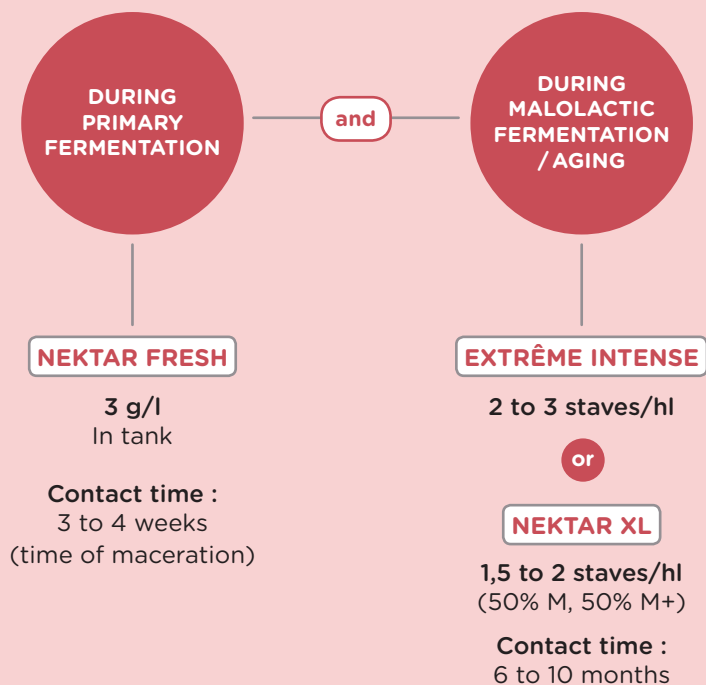 DURING
PRIMARY
FERMENTATION
and
DURING
MALOLACTIC
FERMENTATION
/ AGING
NEKTAR FRESH
3 g/l
In tank
Contact time :
3 to 4 weeks
(time of maceration)
EXTRÊME INTENSE
2 to 3 staves/hl
or
NEKTAR XL
1,5 to 2 staves/hl
(50% M, 50% M+)
Contact time :
6 to 10 months